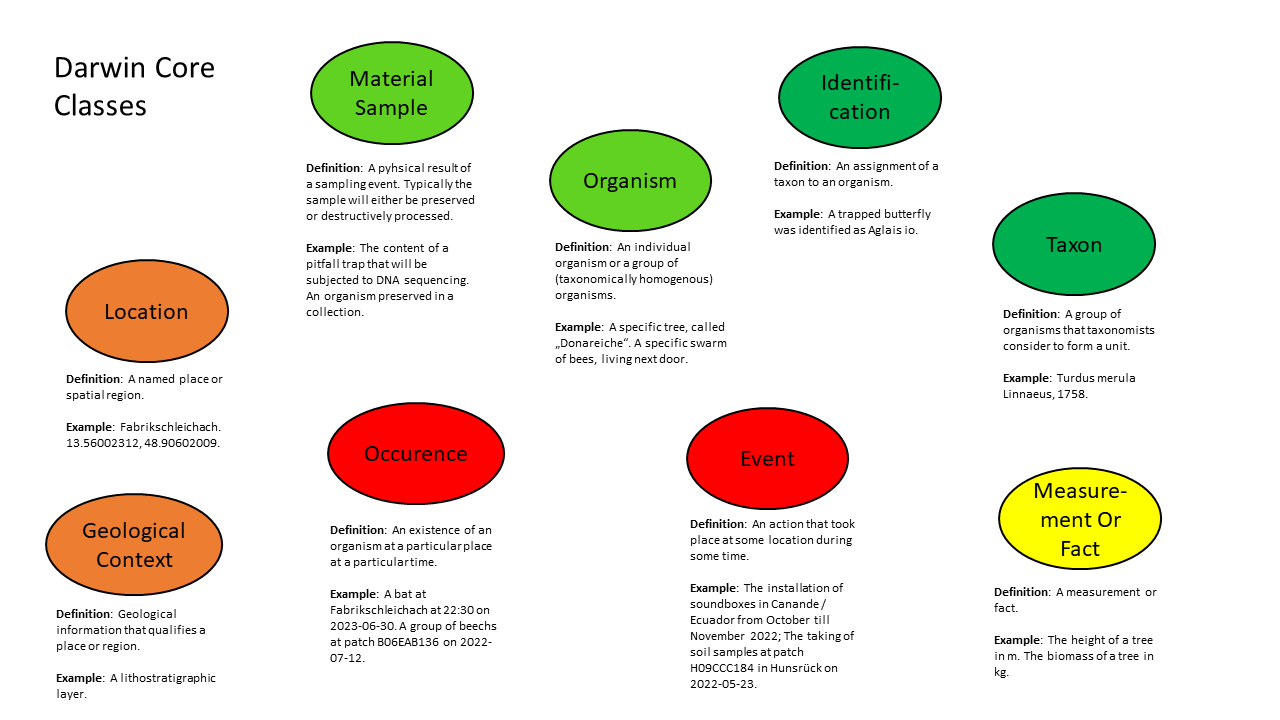 Darwin Core
Classes
Material
Sample
Definition: A pyhsical result of
a sampling event. Typically the
sample will either be preserved
or destructively processed.
Example: The content of a
pitfall trap that will be
subjected to DNA sequencing.
An organism preserved in a
collection.
Organism
Definition: An individual
organism or a group of
(taxonomically homogenous)
organisms.
Example: A specific tree, called
„Donareiche“. A specific swarm
of bees, living next door.
Identifi-
cation
Definition: An assignment of a
taxon to an organism.
Example: A trapped butterfly
was identified as Aglais io.
Taxon
Definition: A group of
organisms that taxonomists
consider to form a unit.
Example: Turdus merula
Linnaeus, 1758.
Location
Definition: A named place or
spatial region.
Example: Fabrikschleichach.
13.56002312, 48.90602009.
Occurence
Definition: An existence of an
organism at a particular place
at a particular time.
Example: A bat at
Fabrikschleichach at 22:30 on
2023-06-30. A group of beechs
at patch B06EAB136 on 2022-
07-12.
Event
Definition: An action that took
place at some location during
some time.
Example: The installation of
soundboxes in Canande /
Ecuador from October till
November 2022; The taking of
soil samples at patch
H09CCC184 in Hunsrück on
2022-05-23.
Geological
Context
Definition: Geological
information that qualifies a
place or region.
Example: A lithostratigraphic
layer.
Measure-
ment Or
Fact
Definition: A measurement or
fact.
Example: The height of a tree
in m. The biomass of a tree in
kg.